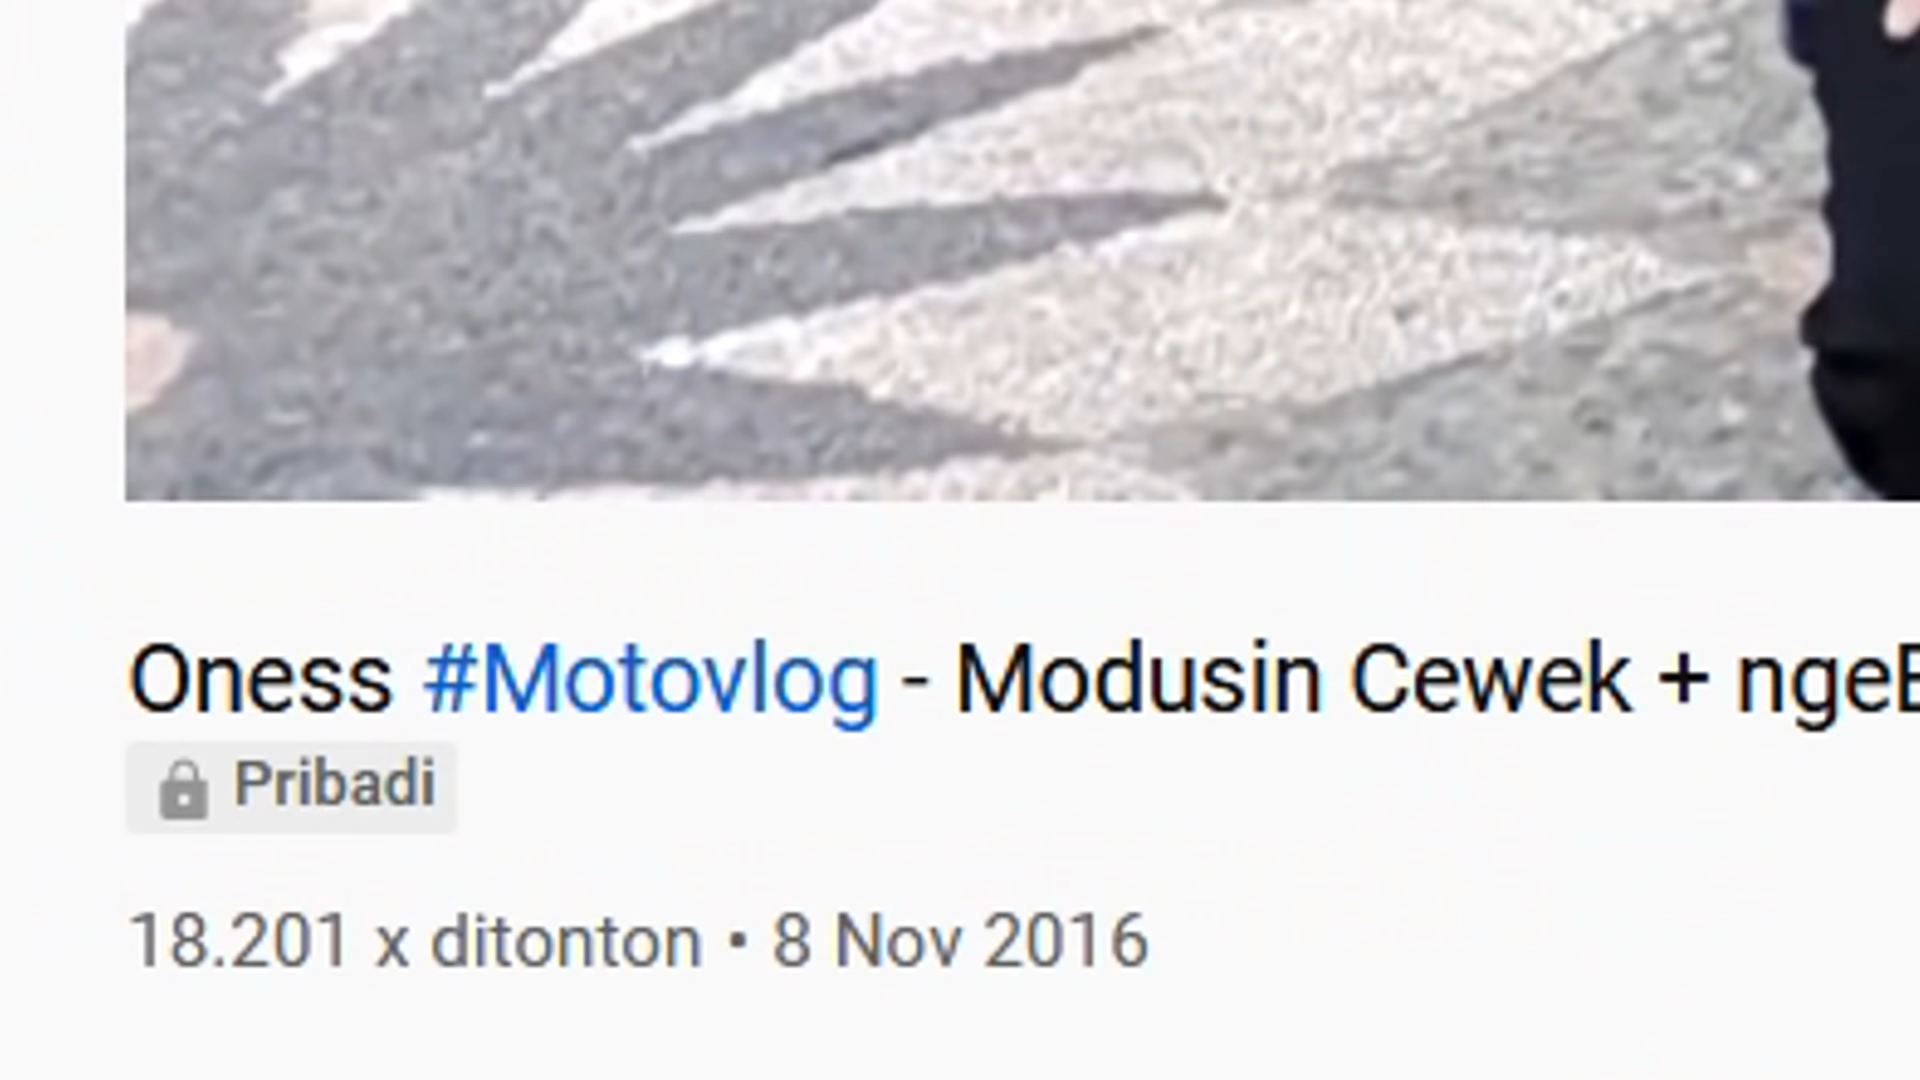 Oness #Motovlog - Modusin Cewek + nge
Pribadi
18.201 x ditonton • 8 Nov 2016